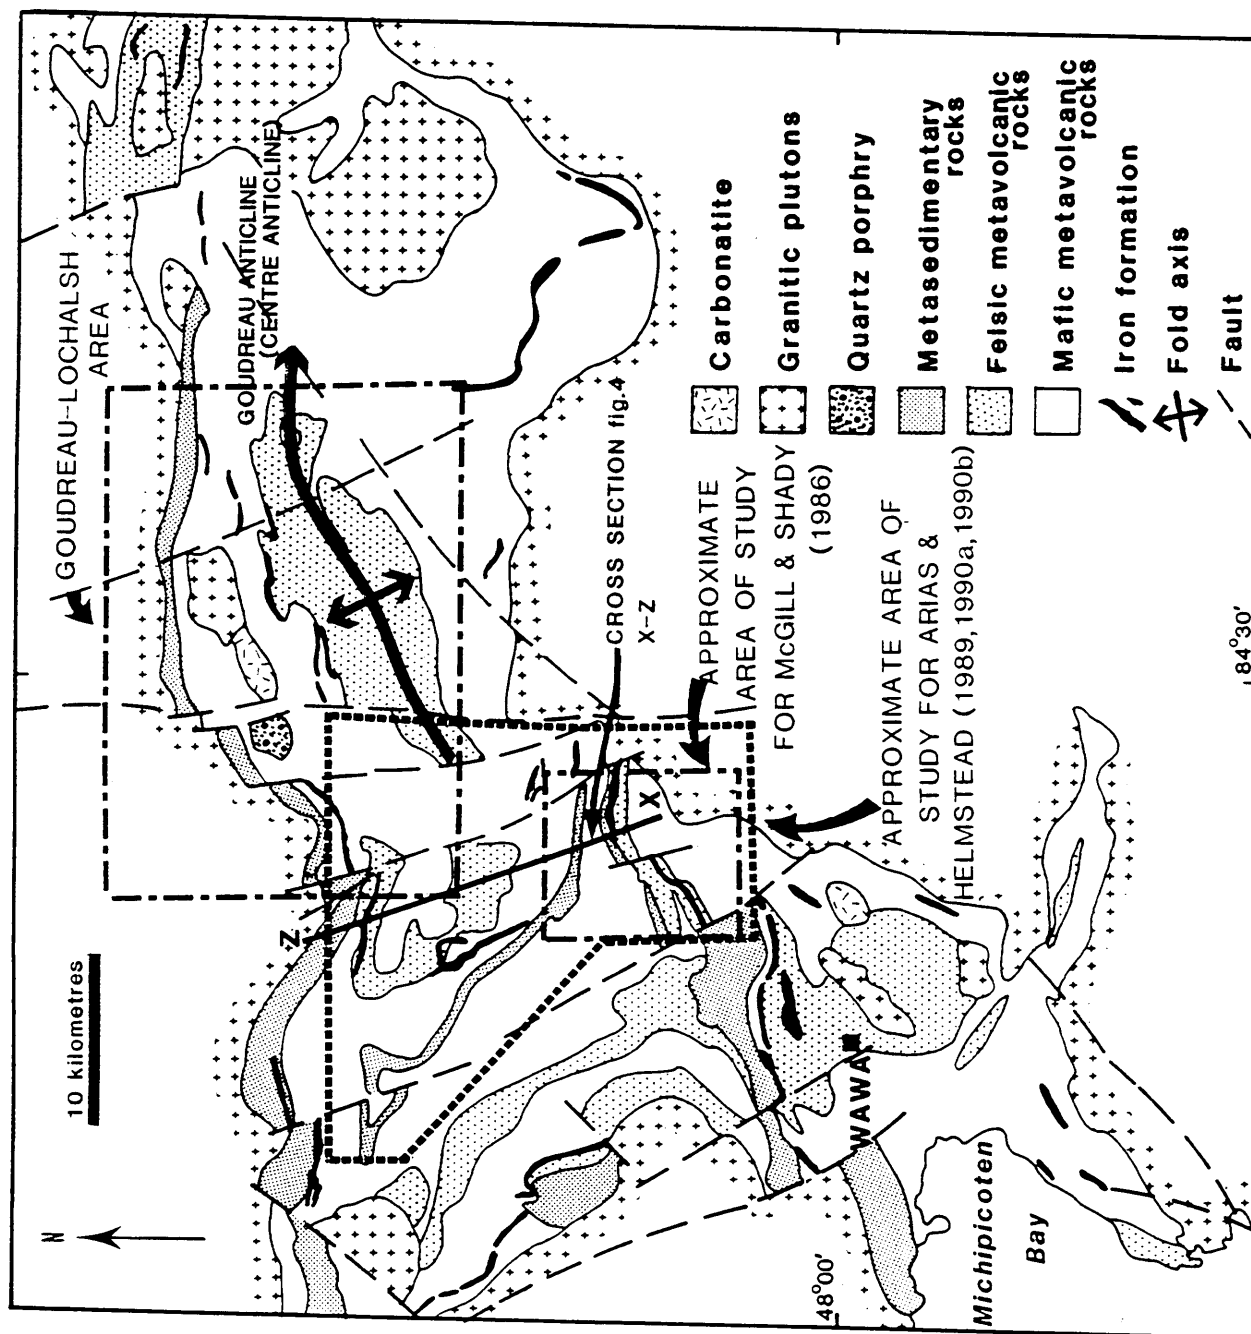 GOUDREAU-LOCHALSH
AREA
GOUDREAU ANTICLINE
(CENTRE ANTICLINE)
10 kilometres
N
Z
X
CROSS SECTION fig.4
X-Z
APPROXIMATE
AREA OF STUDY
FOR McGILL & SHADY
(1986)
APPROXIMATE AREA OF
STUDY FOR ARIAS &
HELMSTEAD (1989,1990a,1990b)
Carbonatite
Granitic plutons
Quartz porphry
Metasedimentary
rocks
Felsic metavolcanic
rocks
Mafic metavolcanic
rocks
Iron formation
Fold axis
Fault
WAWA
Michipicoten
Bay
48°00'
84°30'